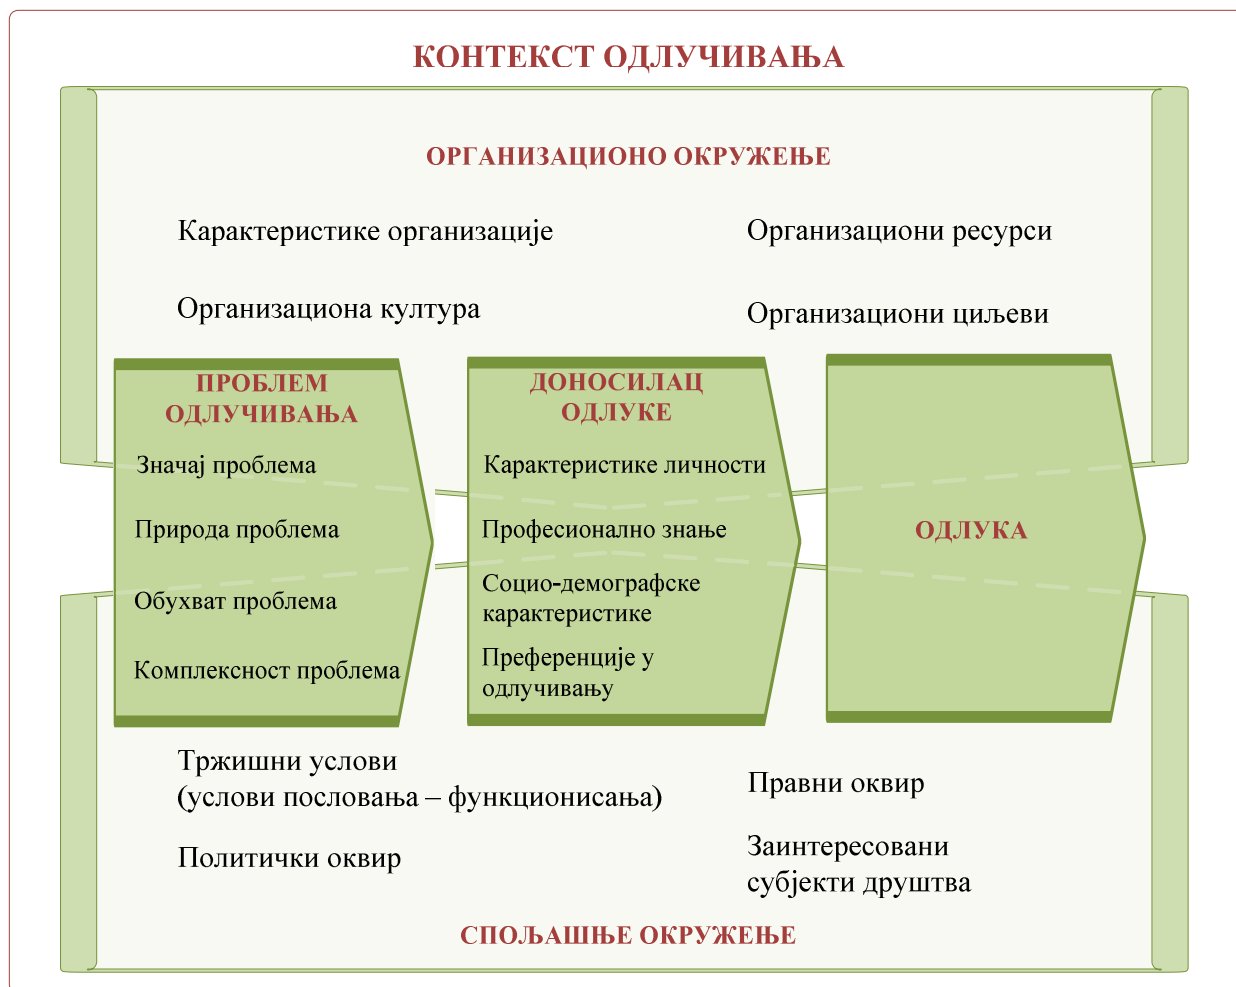 КОНТЕКСТ ОДЛУЧИВАЊА
ОРГАНИЗАЦИОНО ОКРУЖЕЊЕ
Карактеристике организације
Организациони ресурси
Организациона култура
Организациони циљеви
ПРОБЛЕМ
ОДЛУЧИВАЊА
Значај проблема
Природа проблема
Обухват проблема
Комплексност проблема
ДОНОСИЛАЦ
ОДЛУКЕ
Карактеристике личности
Професионално знање
Социо-демографске
карактеристике
Преференције у
одлучивању
ОДЛУКА
Тржишни услови
(услови пословања – функционисања)
Правни оквир
Политички оквир
Заинтересовани
субјекти друштва
СПОЉАШЊЕ ОКРУЖЕЊЕ